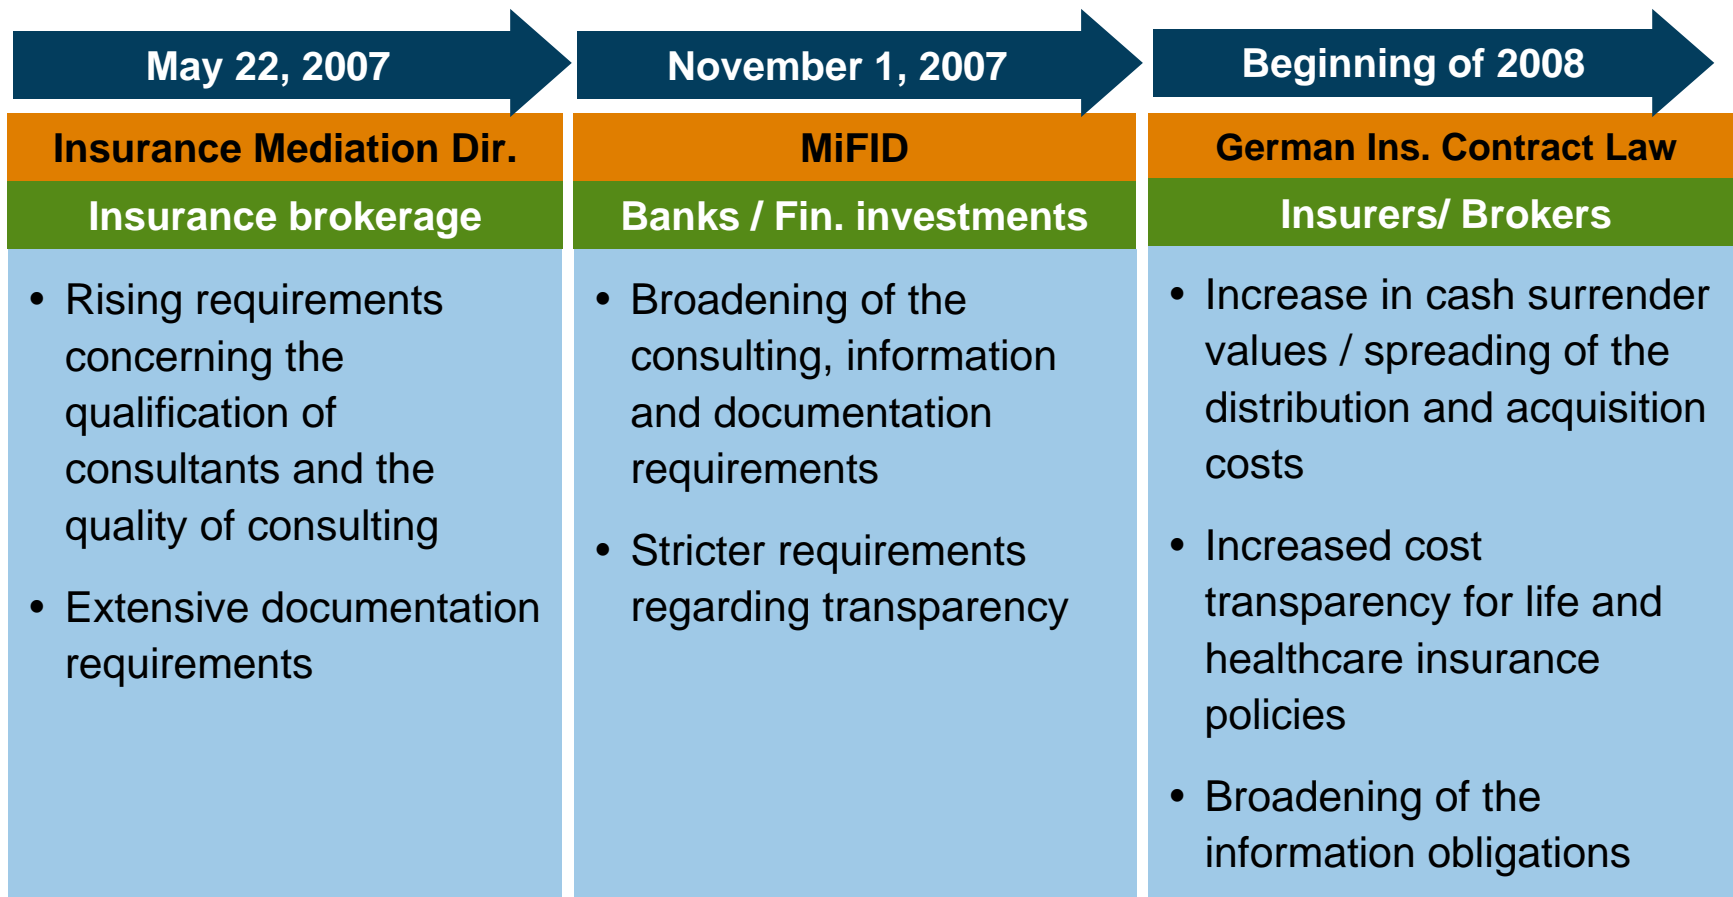 May 22, 2007
Insurance Mediation Dir.
Insurance brokerage
• Rising requirements
concerning the
qualification of
consultants and the
quality of consulting
• Extensive documentation
requirements
November 1, 2007
MiFID
Banks / Fin. investments
• Broadening of the
consulting, information
and documentation
requirements
• Stricter requirements
regarding transparency
Beginning of 2008
German Ins. Contract Law
Insurers/ Brokers
• Increase in cash surrender
values / spreading of the
distribution and acquisition
costs
• Increased cost
transparency for life and
healthcare insurance
policies
• Broadening of the
information obligations